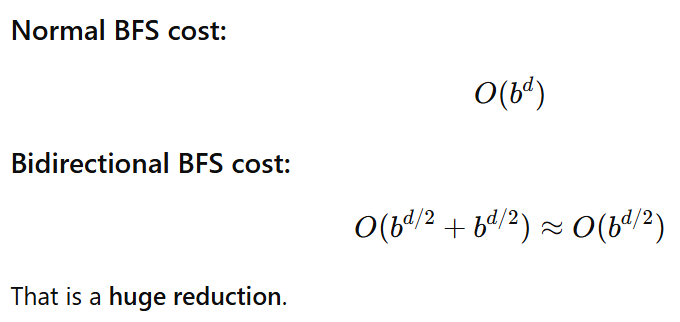 Normal BFS cost:
O(b^d)
Bidirectional BFS cost:
O(b^{d/2} + b^{d/2}) ≈ O(b^{d/2})
That is a huge reduction.